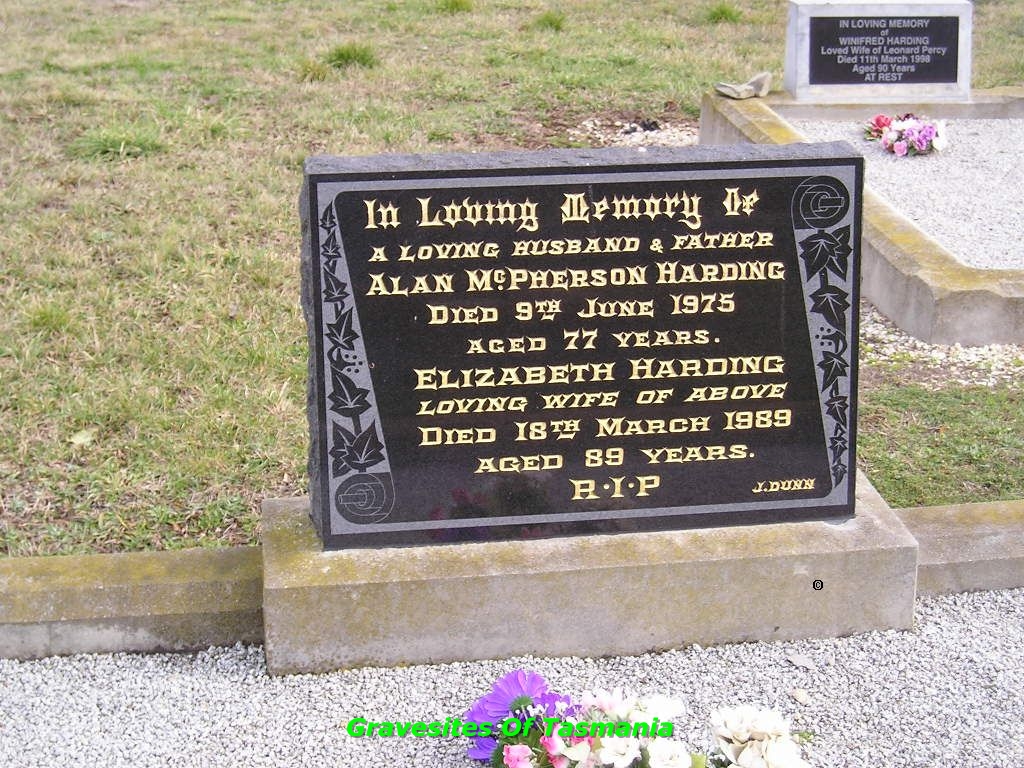 IN LOVING MEMORY
of
WINIFRED HARDING
Loved Wife of Leonard Percy
Died 11th March 1998
Aged 90 Years
AT REST
In Loving Memory Of
A LOVING HUSBAND & FATHER
ALAN McPHERSON HARDING
DIED 9TH JUNE 1975
AGED 77 YEARS.
ELIZABETH HARDING
LOVING WIFE OF ABOVE
DIED 18TH MARCH 1989
AGED 89 YEARS.
R·I·P
J. DUNN
©
Gravesites Of Tasmania